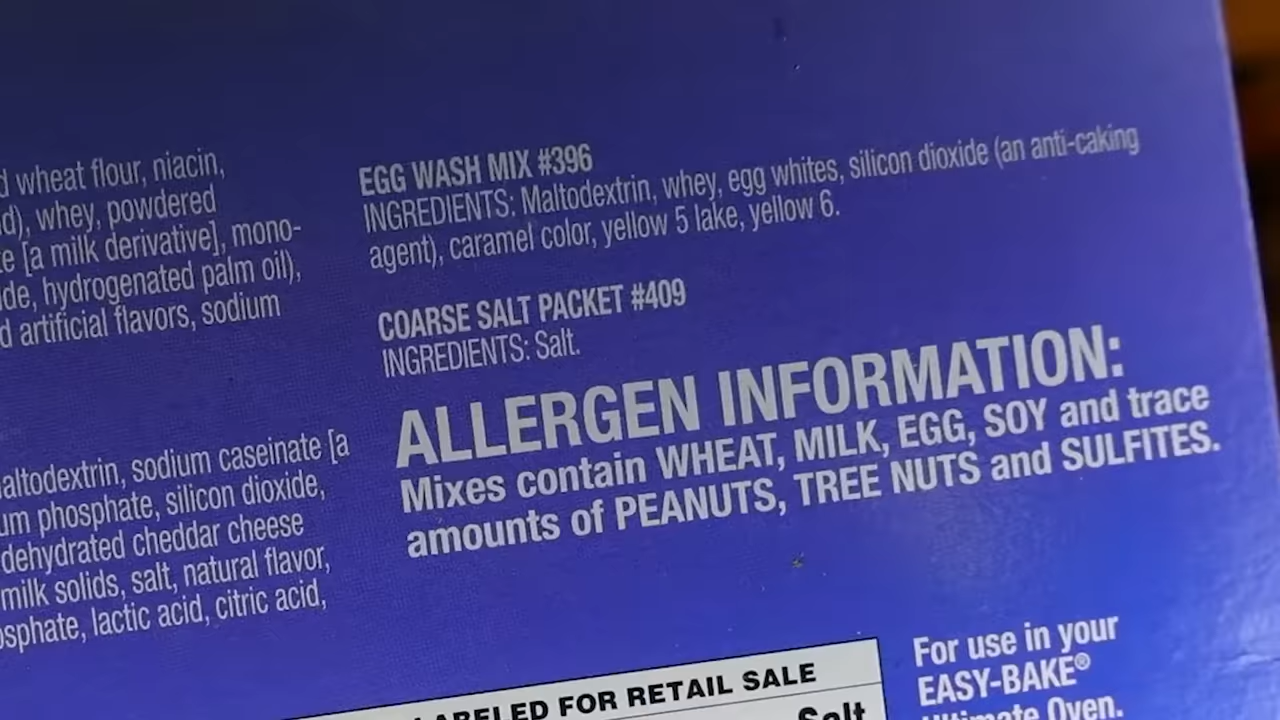 d wheat flour, niacin,
d), whey, powdered
e [a milk derivative], mono-
de, hydrogenated palm oil),
d artificial flavors, sodium
altodextrin, sodium caseinate [a
um phosphate, silicon dioxide,
dehydrated cheddar cheese
milk solids, salt, natural flavor,
sphate, lactic acid, citric acid,
EGG WASH MIX #396
INGREDIENTS: Maltodextrin, whey, egg whites, silicon dioxide (an anti-caking
agent), caramel color, yellow 5 lake, yellow 6.
COARSE SALT PACKET #409
INGREDIENTS: Salt.
ALLERGEN INFORMATION:
Mixes contain WHEAT, MILK, EGG, SOY and trace
amounts of PEANUTS, TREE NUTS and SULFITES.
LABELED FOR RETAIL SALE
Salt
For use in your
EASY-BAKE®
Ultimate Oven.